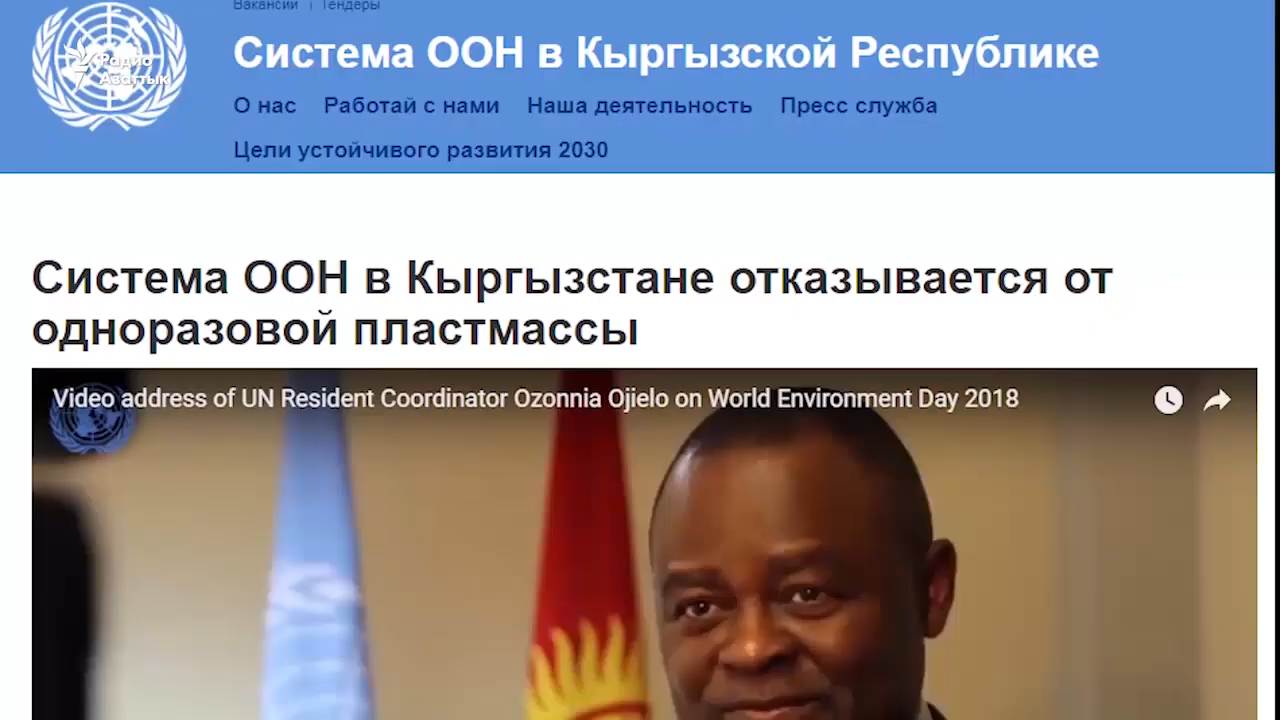 Вакансии | Тендеры
Радио
Азаттык
Система ООН в Кыргызской Республике
О нас Работай с нами Наша деятельность Пресс служба
Цели устойчивого развития 2030
Система ООН в Кыргызстане отказывается от
одноразовой пластмассы
Video address of UN Resident Coordinator Ozonnia Ojielo on World Environment Day 2018